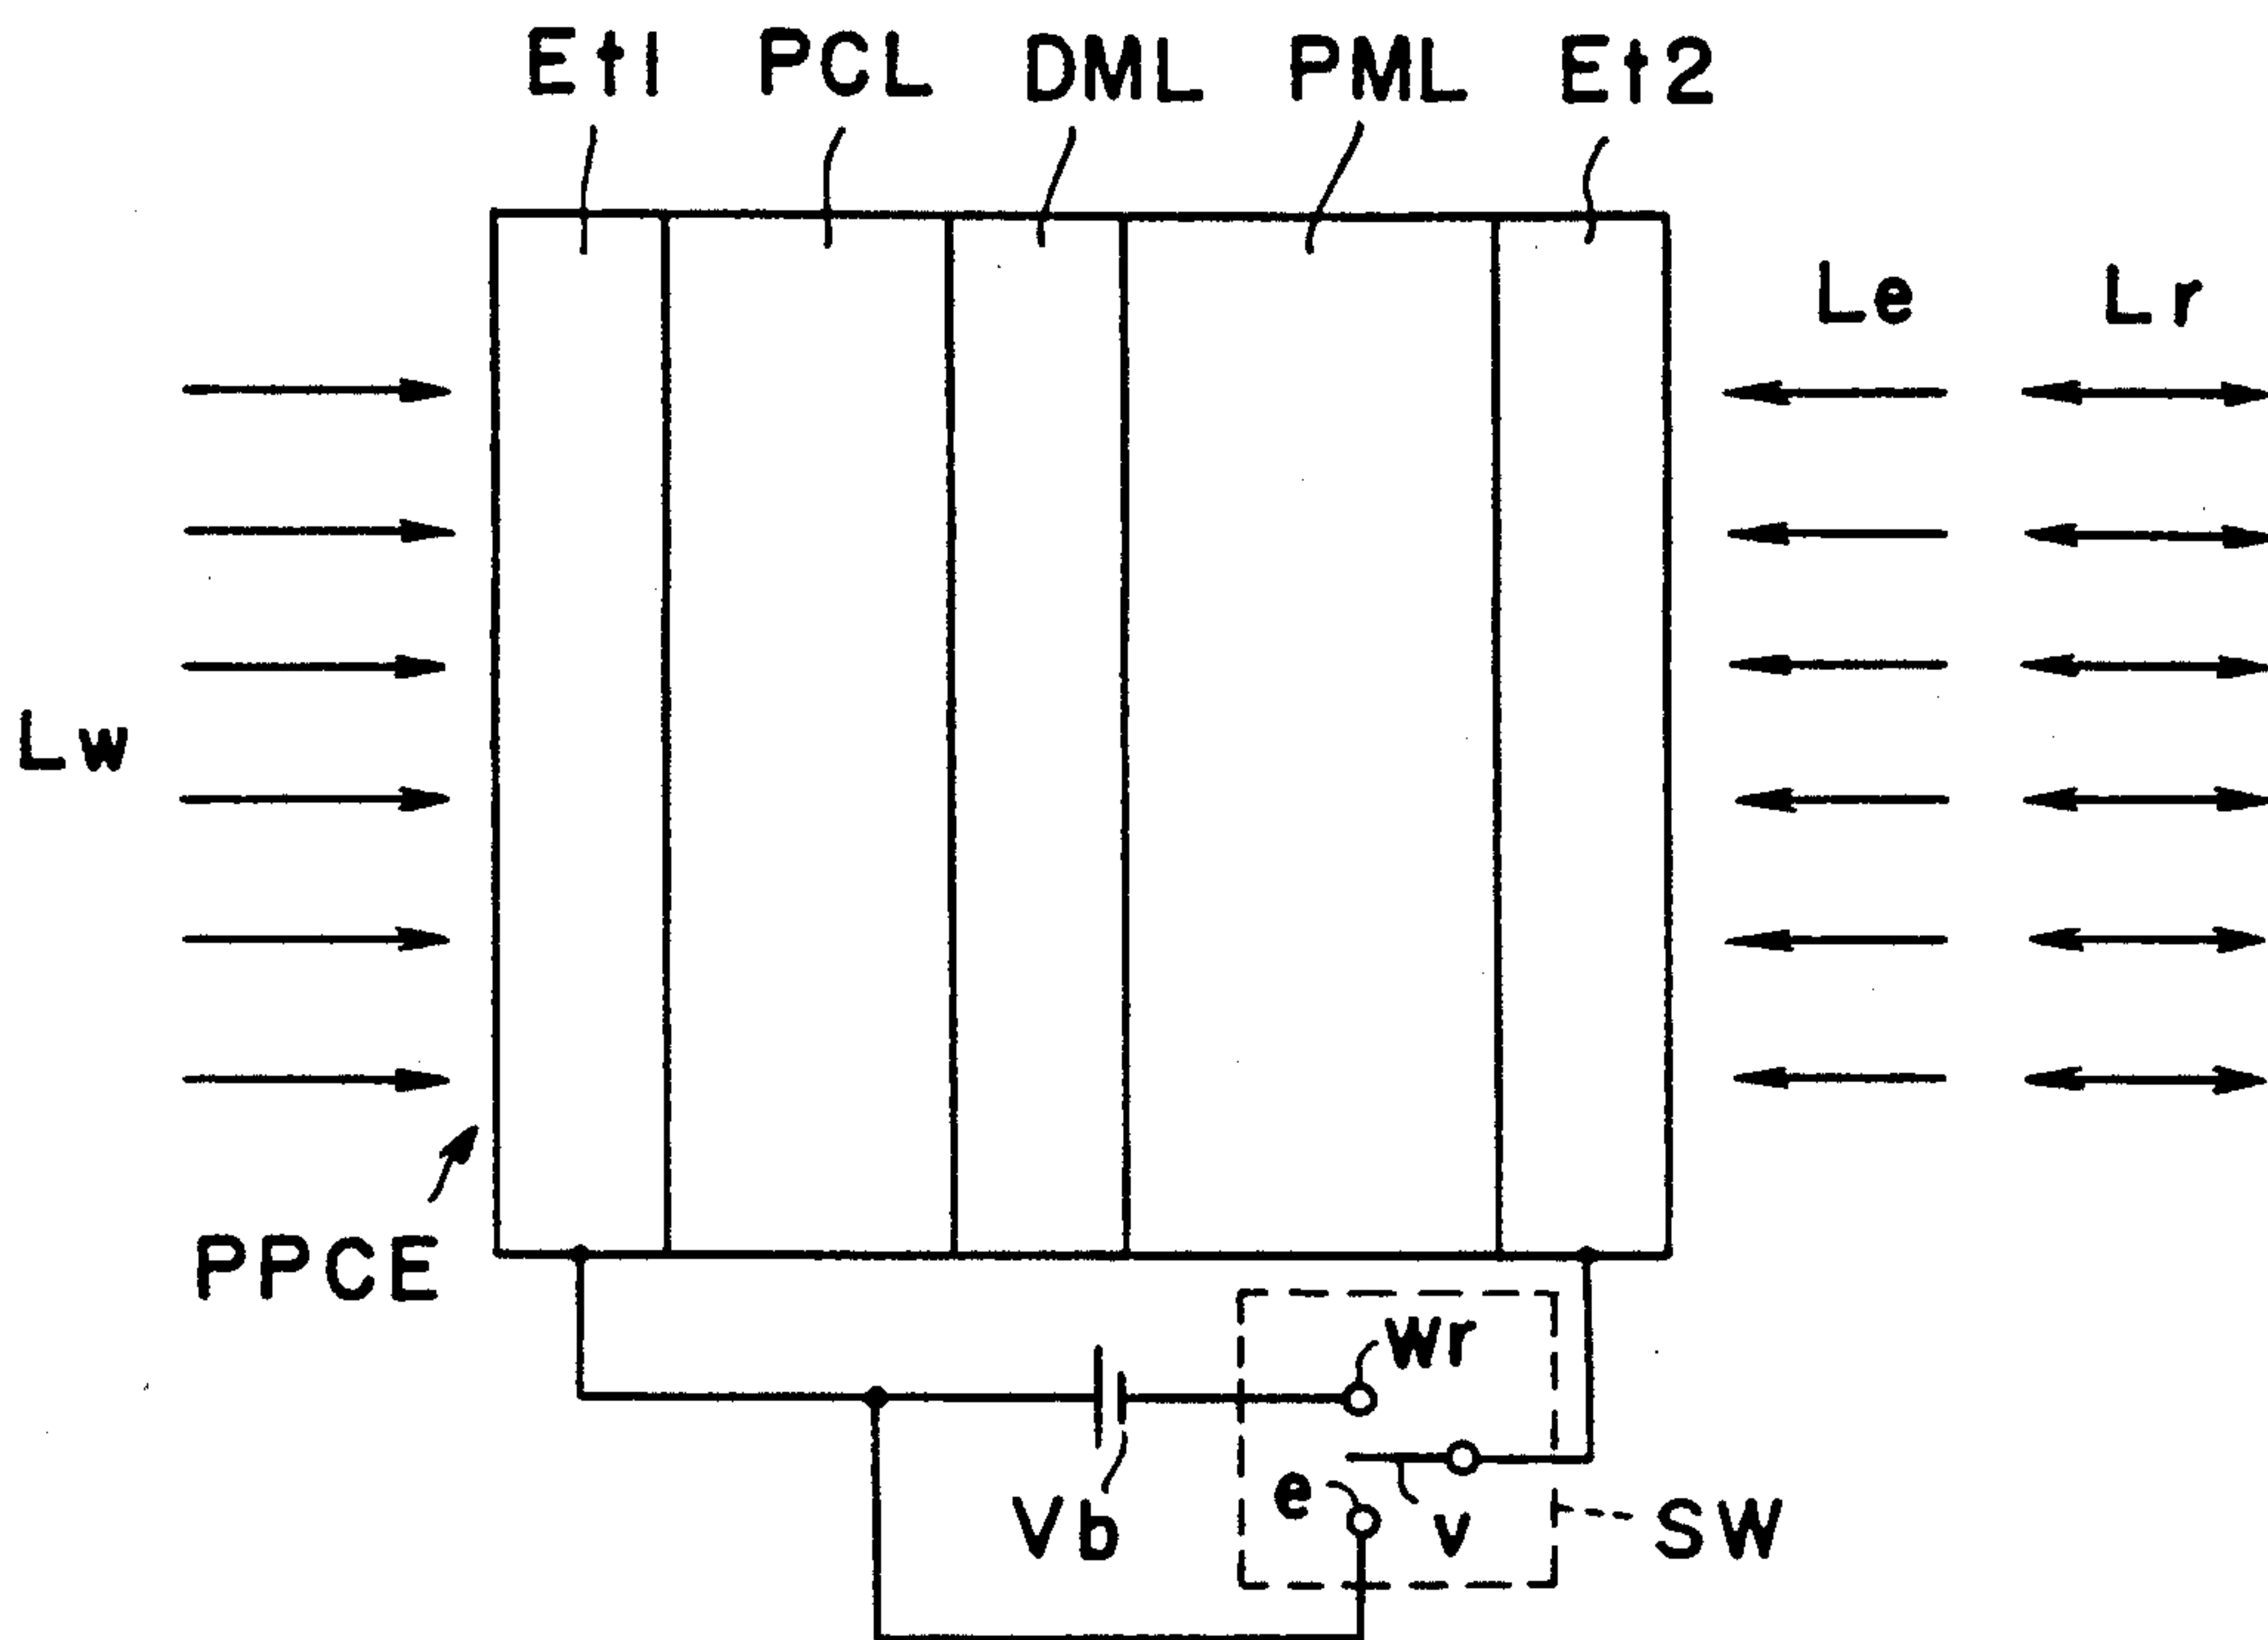 Et1 PCL DML PML Et2
Le Lr
Lw
PPCE
Wr
e
Vb
v
SW